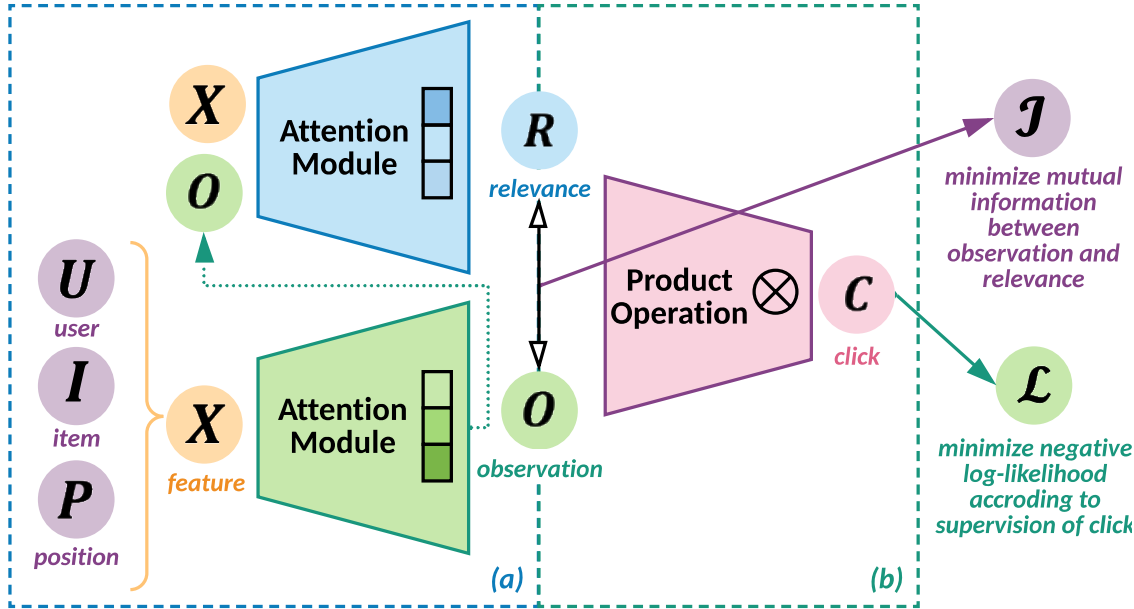 X
O
Attention
Module
R
relevance
U
user
I
item
P
position
X
feature
Attention
Module
O
observation
(a)
Product
Operation
C
click
(b)
J
minimize mutual
information
between
observation and
relevance
L
minimize negative
log-likelihood
accroding to
supervision of click